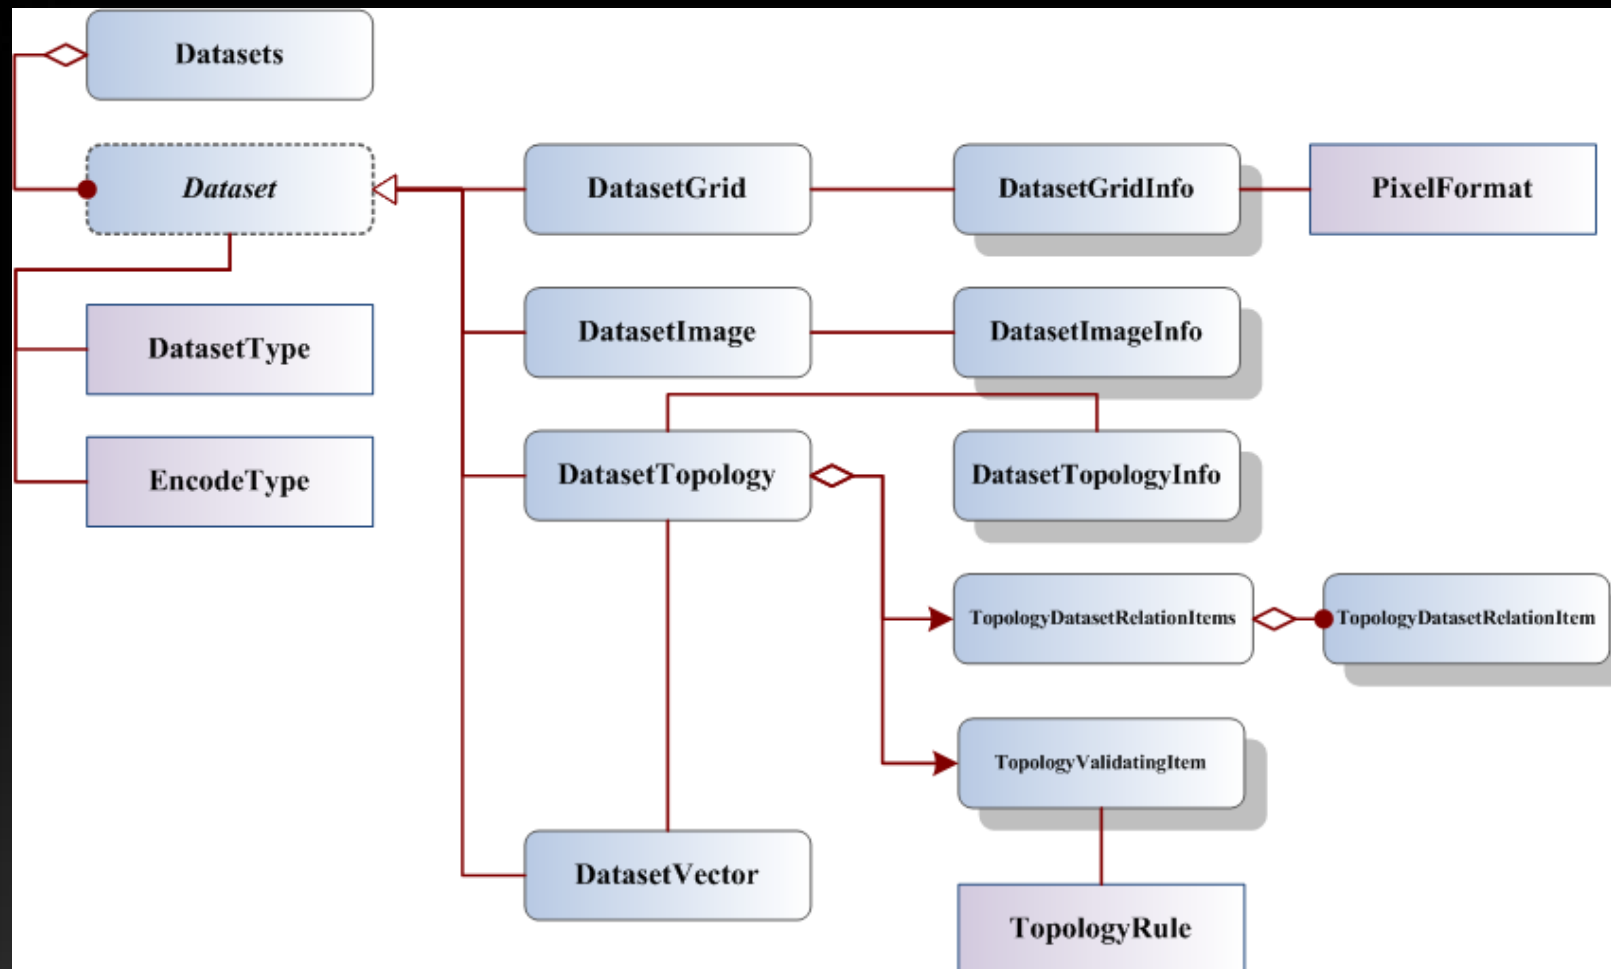 Datasets
Dataset
DatasetGrid
DatasetGridInfo
PixelFormat
DatasetType
DatasetImage
DatasetImageInfo
EncodeType
DatasetTopology
DatasetTopologyInfo
TopologyDatasetRelationItems
TopologyDatasetRelationItem
TopologyValidatingItem
DatasetVector
TopologyRule